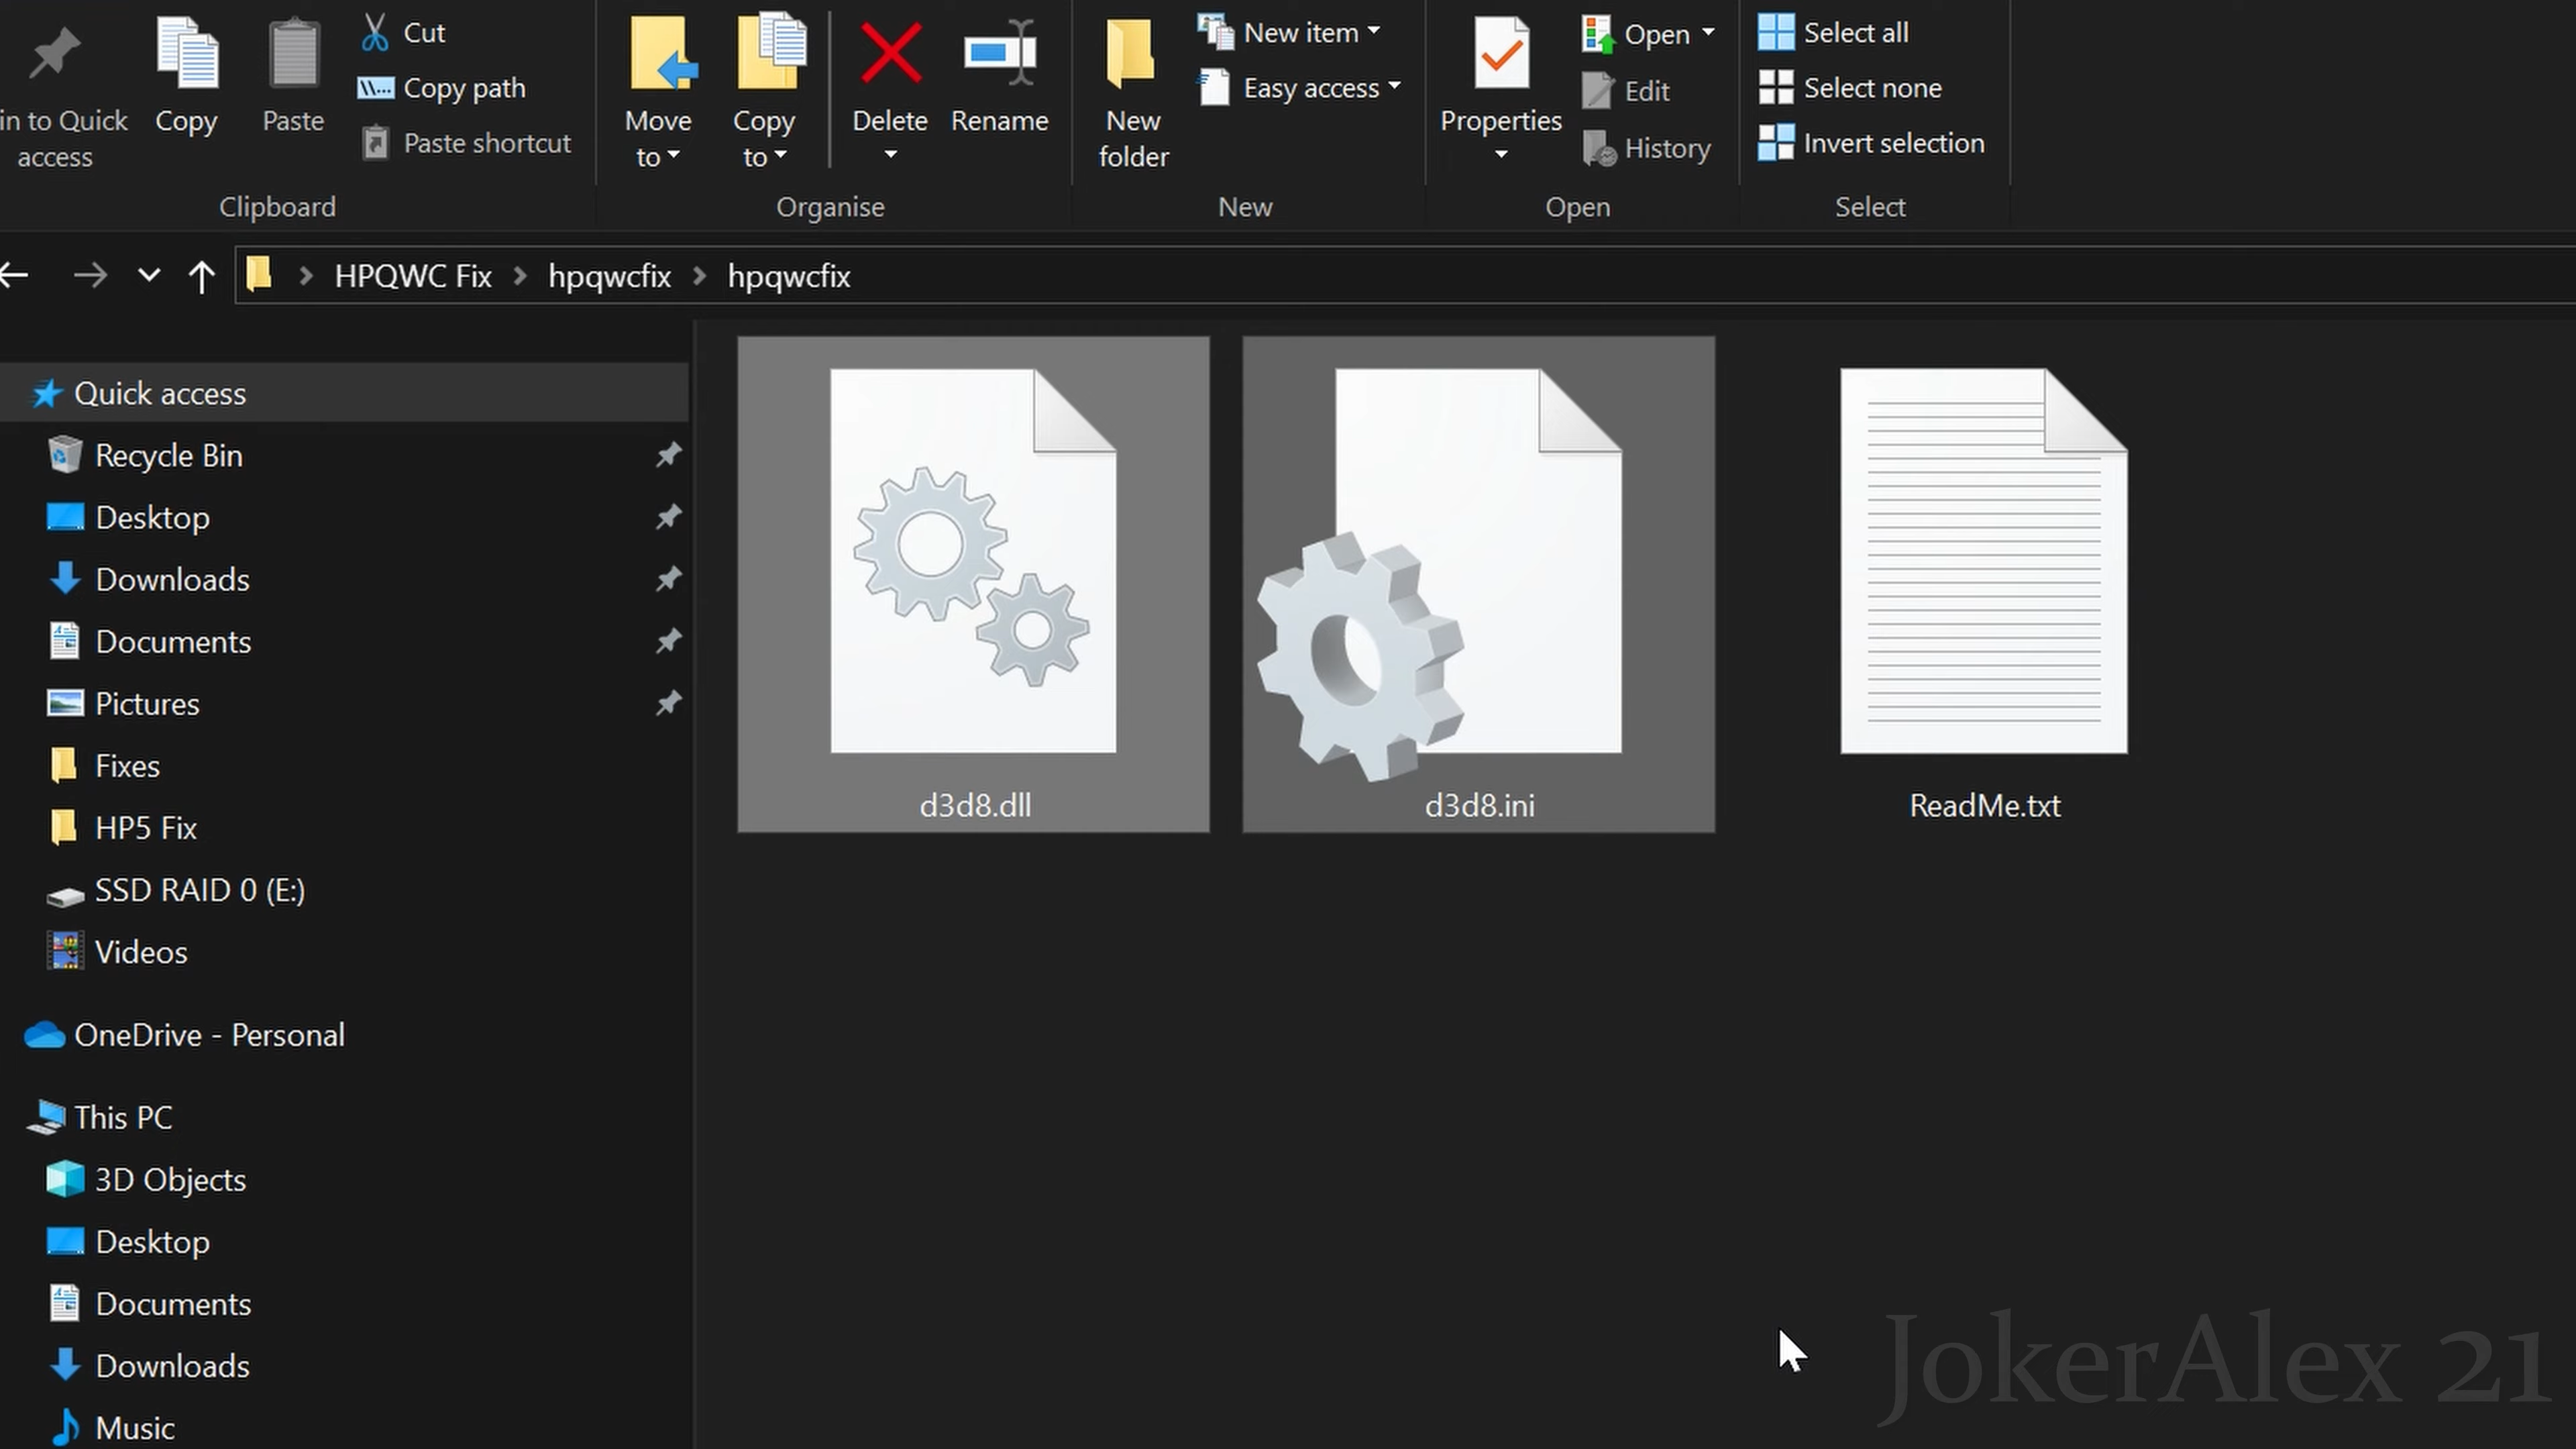 in to Quick
access
Copy
Paste
Cut
Copy path
Paste shortcut
Clipboard
Move
to
Copy
to
Delete
Rename
Organise
New
folder
New item
Easy access
New
Properties
Open
Edit
History
Open
Select all
Select none
Invert selection
Select
HPQWC Fix
hpqwcfix
hpqwcfix
Quick access
Recycle Bin
Desktop
Downloads
Documents
Pictures
Fixes
HP5 Fix
SSD RAID 0 (E:)
Videos
OneDrive - Personal
This PC
3D Objects
Desktop
Documents
Downloads
Music
d3d8.dll
d3d8.ini
ReadMe.txt
JokerAlex 21